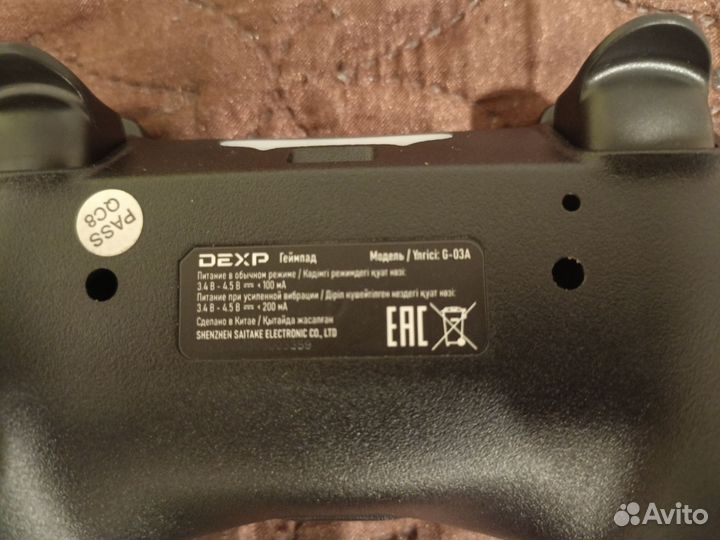 PASS
QC8
DEXP Геймпад Модель / Үлгісі: G-03A
Питание в обычном режиме / Кәдімгі режимдегі қуат көзі:
3.4 В - 4.5 В < 100 мА
Питание при усиленной вибрации / Діріл күшейтілген кездегі қуат көзі:
3.4 В - 4.5 В < 200 мА
Сделано в Китае / Қытайда жасалған
SHENZHEN SAITAKE ELECTRONIC CO., LTD
EAC
Avito